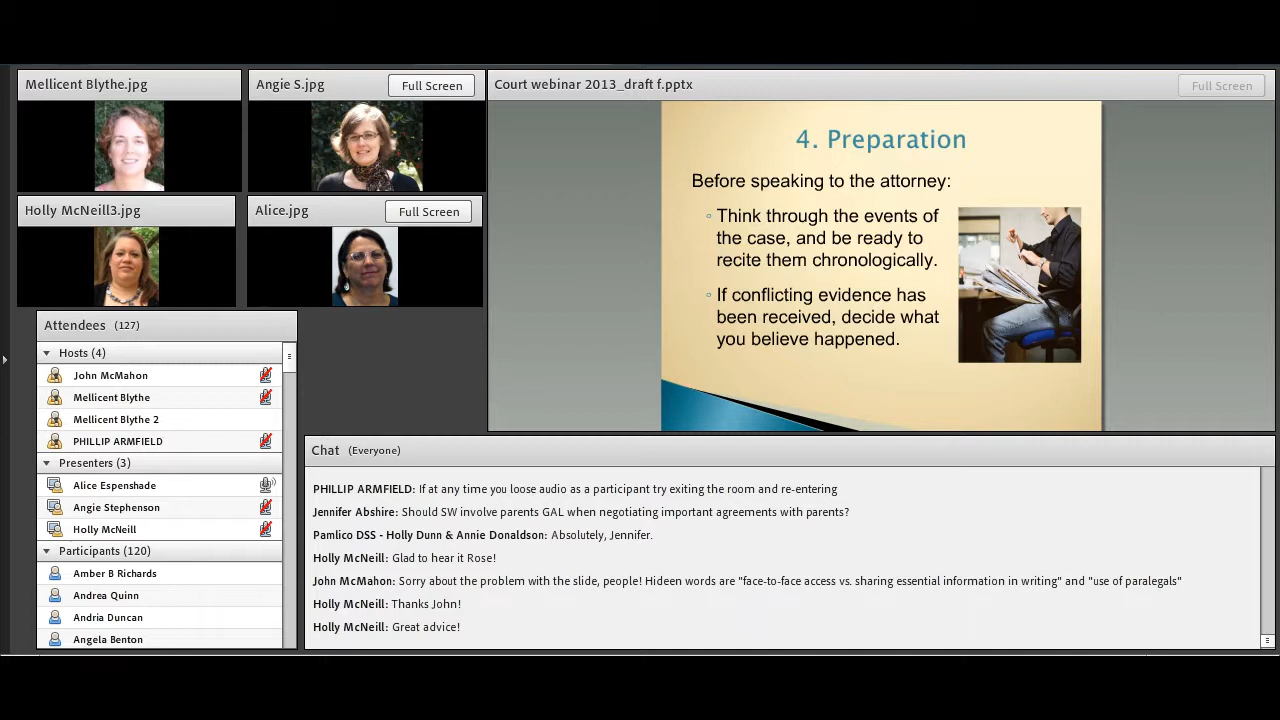 Mellicent Blythe.jpg
Angie S.jpg
Full Screen
Holly McNeill3.jpg
Alice.jpg
Full Screen
Attendees (127)
Hosts (4)
John McMahon
Mellicent Blythe
Mellicent Blythe 2
PHILLIP ARMFIELD
Presenters (3)
Alice Espenshade
Angie Stephenson
Holly McNeill
Participants (120)
Amber B Richards
Andrea Quinn
Andria Duncan
Angela Benton
Court webinar 2013_draft f.pptx
Full Screen
4. Preparation
Before speaking to the attorney:
◦ Think through the events of
the case, and be ready to
recite them chronologically.
◦ If conflicting evidence has
been received, decide what
you believe happened.
Chat (Everyone)
PHILLIP ARMFIELD: If at any time you loose audio as a participant try exiting the room and re-entering
Jennifer Abshire: Should SW involve parents GAL when negotiating important agreements with parents?
Pamlico DSS - Holly Dunn & Annie Donaldson: Absolutely, Jennifer.
Holly McNeill: Glad to hear it Rose!
John McMahon: Sorry about the problem with the slide, people! Hideen words are "face-to-face access vs. sharing essential information in writing" and "use of paralegals"
Holly McNeill: Thanks John!
Holly McNeill: Great advice!